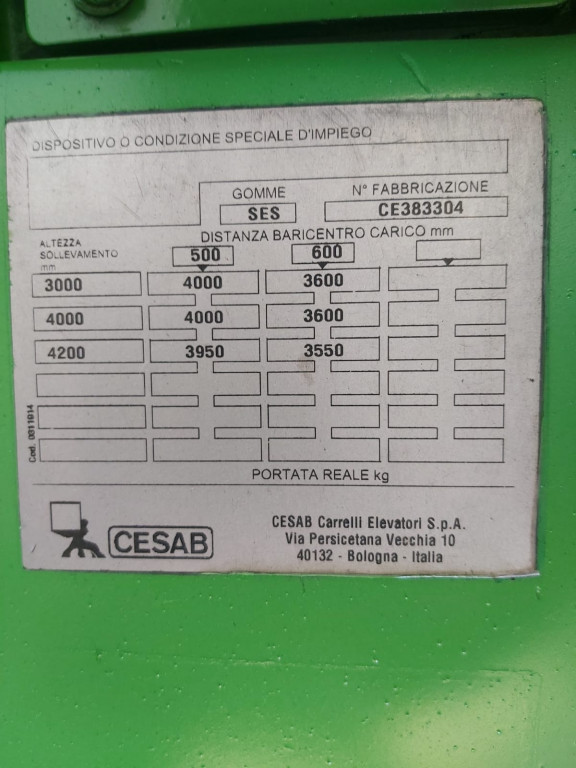 DISPOSITIVO O CONDIZIONE SPECIALE D'IMPIEGO
GOMME N° FABBRICAZIONE
SES CE383304
ALTEZZA SOLLEVAMENTO mm
DISTANZA BARICENTRO CARICO mm
500 600
3000 4000 3600
4000 4000 3600
4200 3950 3550
Cod. 0311914
PORTATA REALE kg
CESAB
CESAB Carrelli Elevatori S.p.A.
Via Persicetana Vecchia 10
40132 - Bologna - Italia